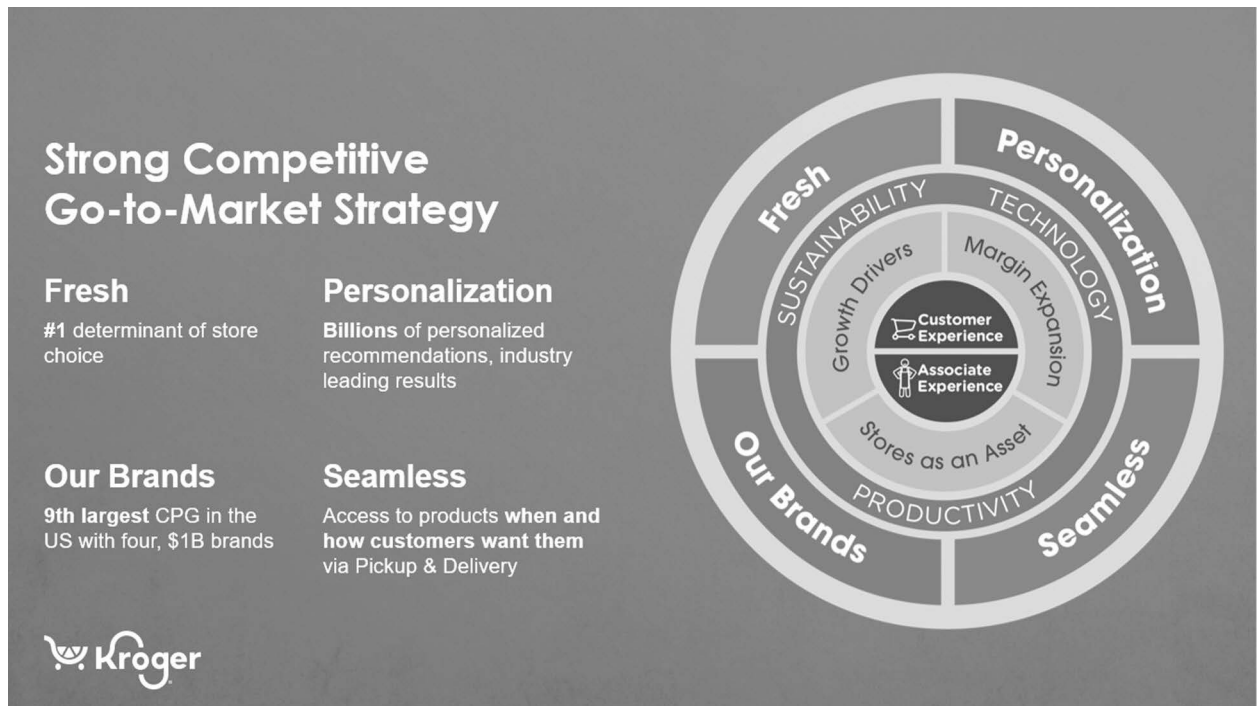 Strong Competitive
Go-to-Market Strategy
Fresh
#1 determinant of store
choice
Personalization
Billions of personalized
recommendations, industry
leading results
Our Brands
9th largest CPG in the
US with four, $1B brands
Seamless
Access to products when and
how customers want them
via Pickup & Delivery
Kroger
Fresh
Personalization
Our Brands
Seamless
SUSTAINABILITY
TECHNOLOGY
PRODUCTIVITY
Growth Drivers
Margin Expansion
Stores as an Asset
Customer
Experience
Associate
Experience